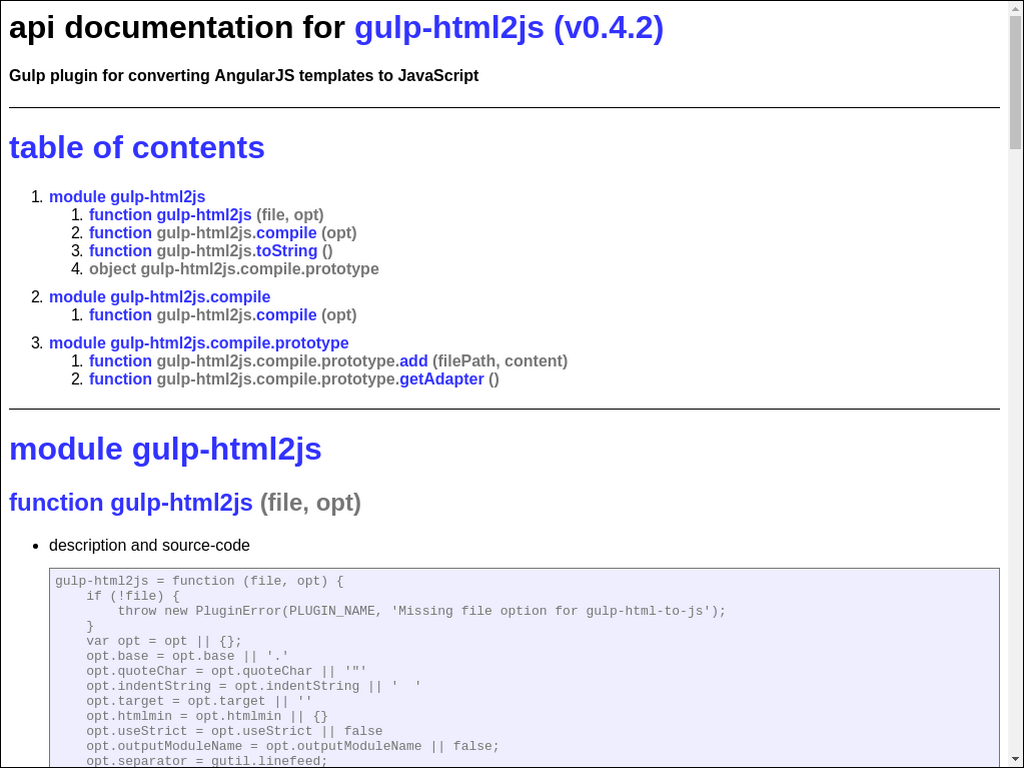 api documentation for gulp-html2js (v0.4.2)
Gulp plugin for converting AngularJS templates to JavaScript
table of contents
1. module gulp-html2js
1. function gulp-html2js (file, opt)
2. function gulp-html2js.compile (opt)
3. function gulp-html2js.toString ()
4. object gulp-html2js.compile.prototype
2. module gulp-html2js.compile
1. function gulp-html2js.compile (opt)
3. module gulp-html2js.compile.prototype
1. function gulp-html2js.compile.prototype.add (filePath, content)
2. function gulp-html2js.compile.prototype.getAdapter ()
module gulp-html2js
function gulp-html2js (file, opt)
• description and source-code
gulp-html2js = function (file, opt) {
    if (!file) {
        throw new PluginError(PLUGIN_NAME, 'Missing file option for gulp-html-to-js');
    }
    var opt = opt || {};
    opt.base = opt.base || '.'
    opt.quoteChar = opt.quoteChar || '"'
    opt.indentString = opt.indentString || '  '
    opt.target = opt.target || ''
    opt.htmlmin = opt.htmlmin || {}
    opt.useStrict = opt.useStrict || false
    opt.outputModuleName = opt.outputModuleName || false;
    opt.separator = gutil.linefeed;